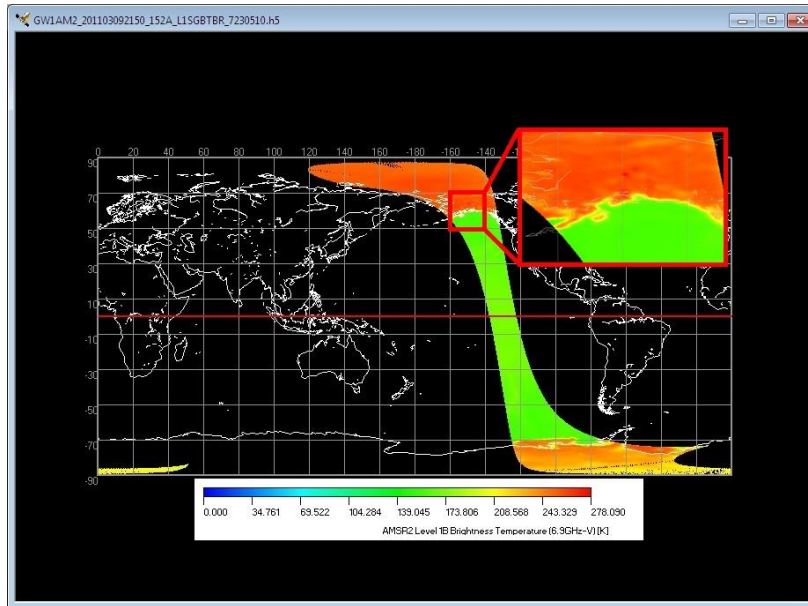 GW1AM2_201103092150_152A_L1SGBTBR_7230510.h5
0 20 40 60 80 100 120 140 160 180 -160 -140
90
70
50
30
10
-10
-30
-50
-70
-90
0.000 34.761 69.522 104.284 139.045 173.806 208.568 243.329 278.090
AMSR2 Level 1B Brightness Temperature (6.9GHz-V) [K]